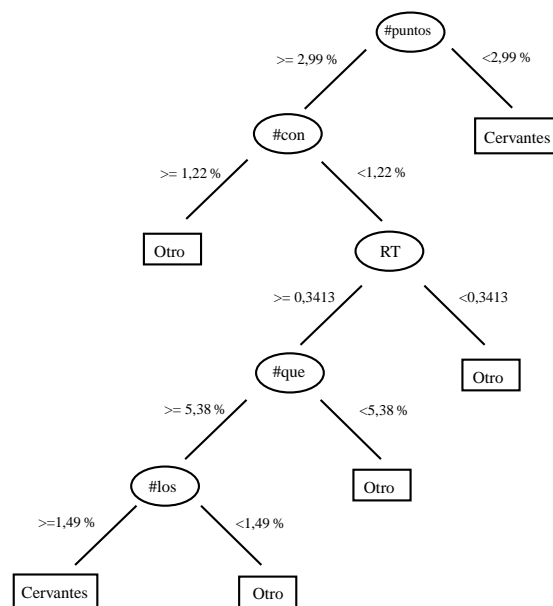 #puntos
>= 2,99 %
<2,99 %
#con
Cervantes
>= 1,22 %
<1,22 %
Otro
RT
>= 0,3413
<0,3413
#que
Otro
>= 5,38 %
<5,38 %
#los
Otro
>=1,49 %
<1,49 %
Cervantes
Otro